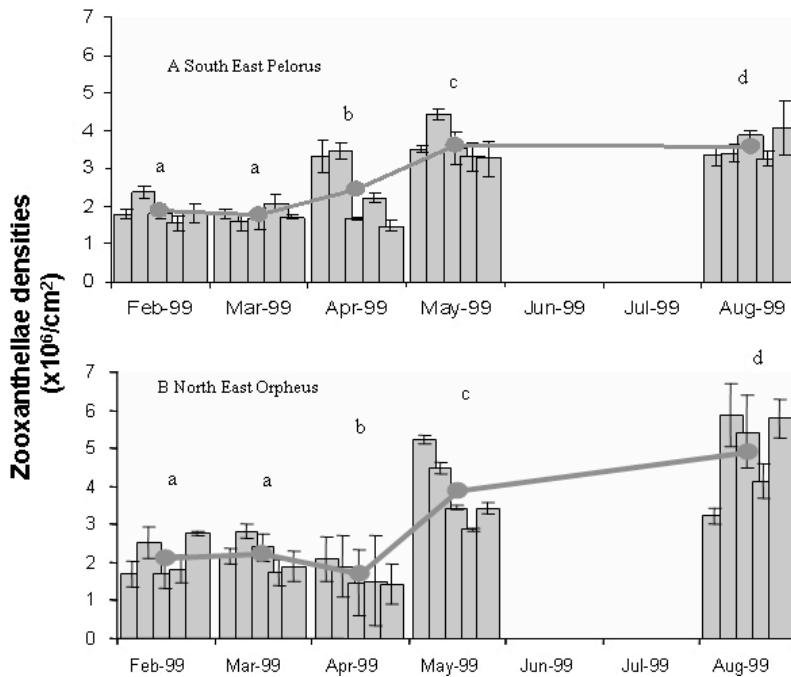 Zooxanthellae densities
(x10⁶/cm²)
7
6
5
4
3
2
1
0
A South East Pelorus
a
a
b
c
d
Feb-99
Mar-99
Apr-99
May-99
Jun-99
Jul-99
Aug-99
7
6
5
4
3
2
1
0
B North East Orpheus
a
a
b
c
d
Feb-99
Mar-99
Apr-99
May-99
Jun-99
Jul-99
Aug-99